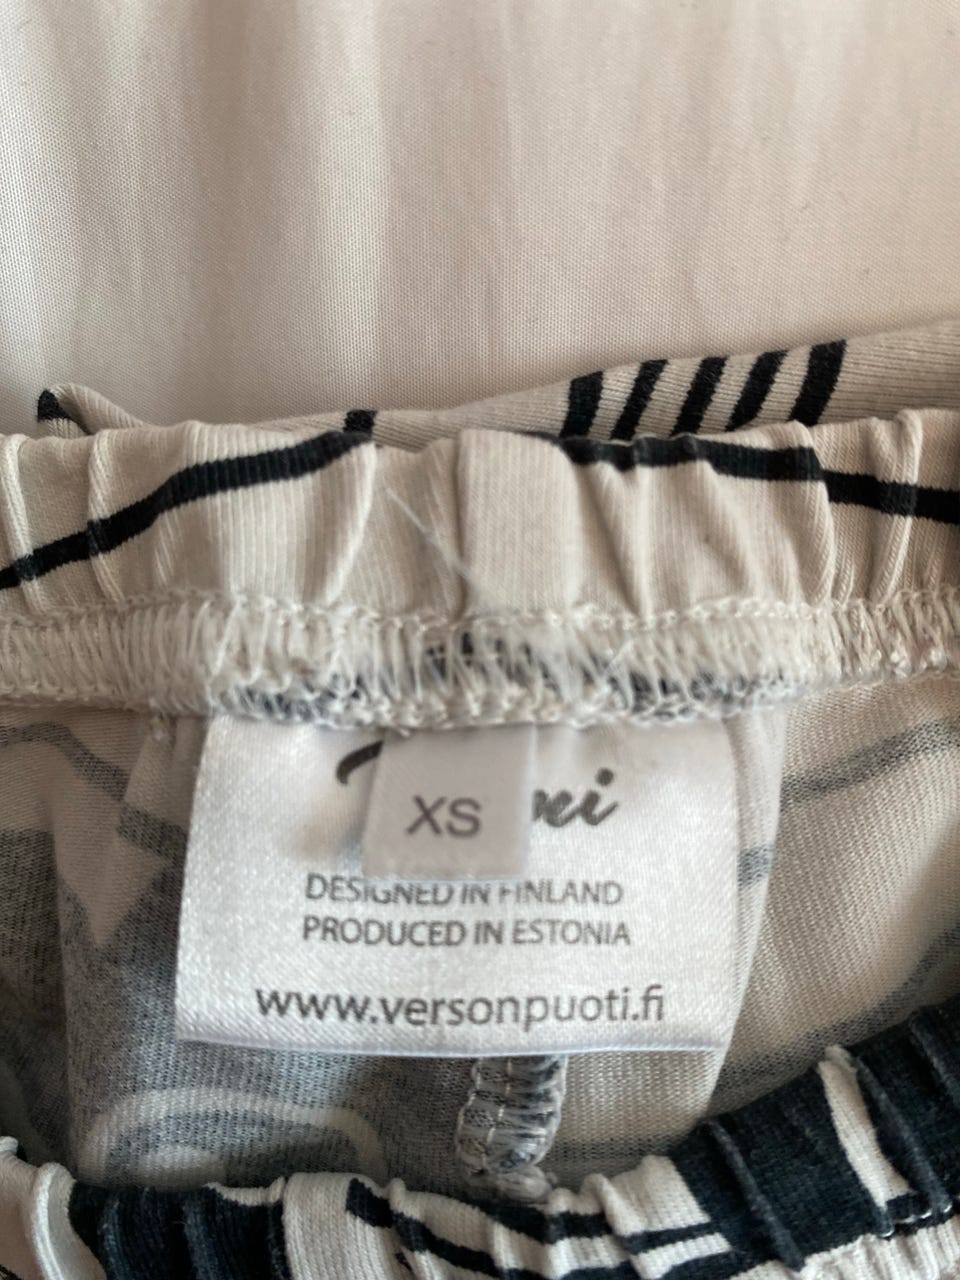 XS
DESIGNED IN FINLAND
PRODUCED IN ESTONIA
www.versonpuoti.fi